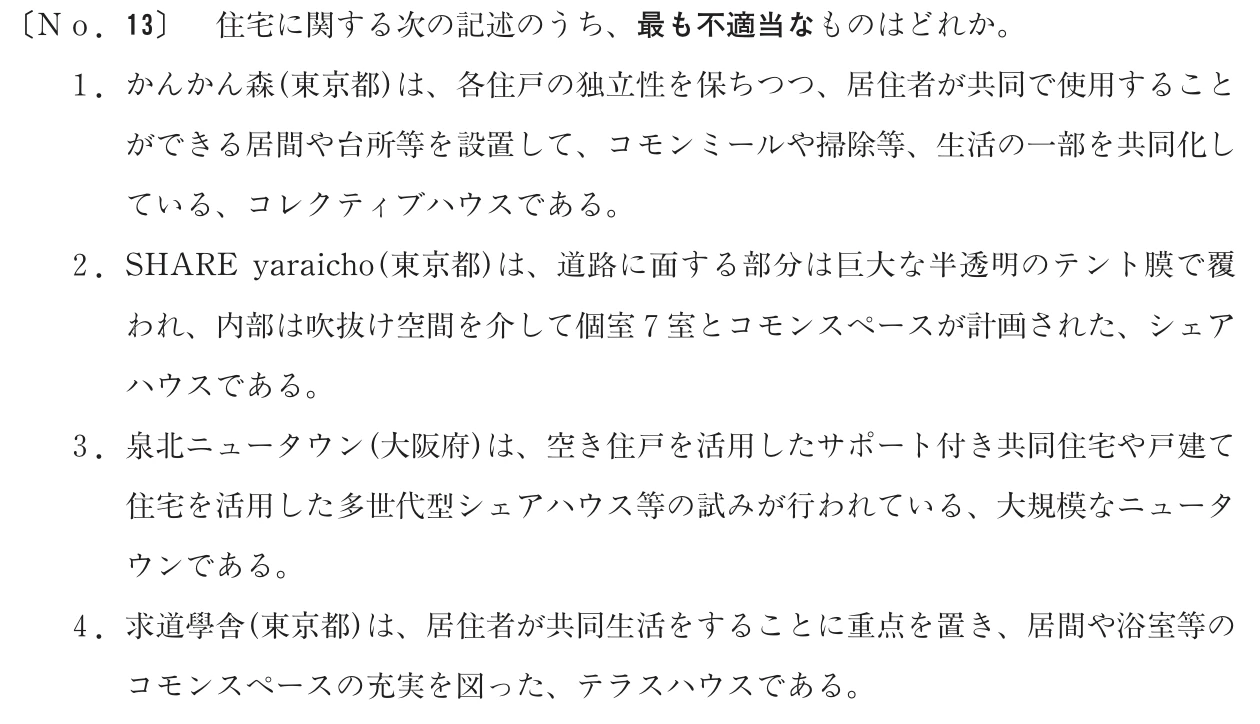 〔Ｎｏ．13〕　住宅に関する次の記述のうち、最も不適当なものはどれか。
１．かんかん森(東京都)は、各住戸の独立性を保ちつつ、居住者が共同で使用すること
ができる居間や台所等を設置して、コモンミールや掃除等、生活の一部を共同化し
ている、コレクティブハウスである。
２．SHARE yaraicho(東京都)は、道路に面する部分は巨大な半透明のテント膜で覆
われ、内部は吹抜け空間を介して個室７室とコモンスペースが計画された、シェア
ハウスである。
３．泉北ニュータウン(大阪府)は、空き住戸を活用したサポート付き共同住宅や戸建て
住宅を活用した多世代型シェアハウス等の試みが行われている、大規模なニュータ
ウンである。
４．求道學舎(東京都)は、居住者が共同生活をすることに重点を置き、居間や浴室等の
コモンスペースの充実を図った、テラスハウスである。